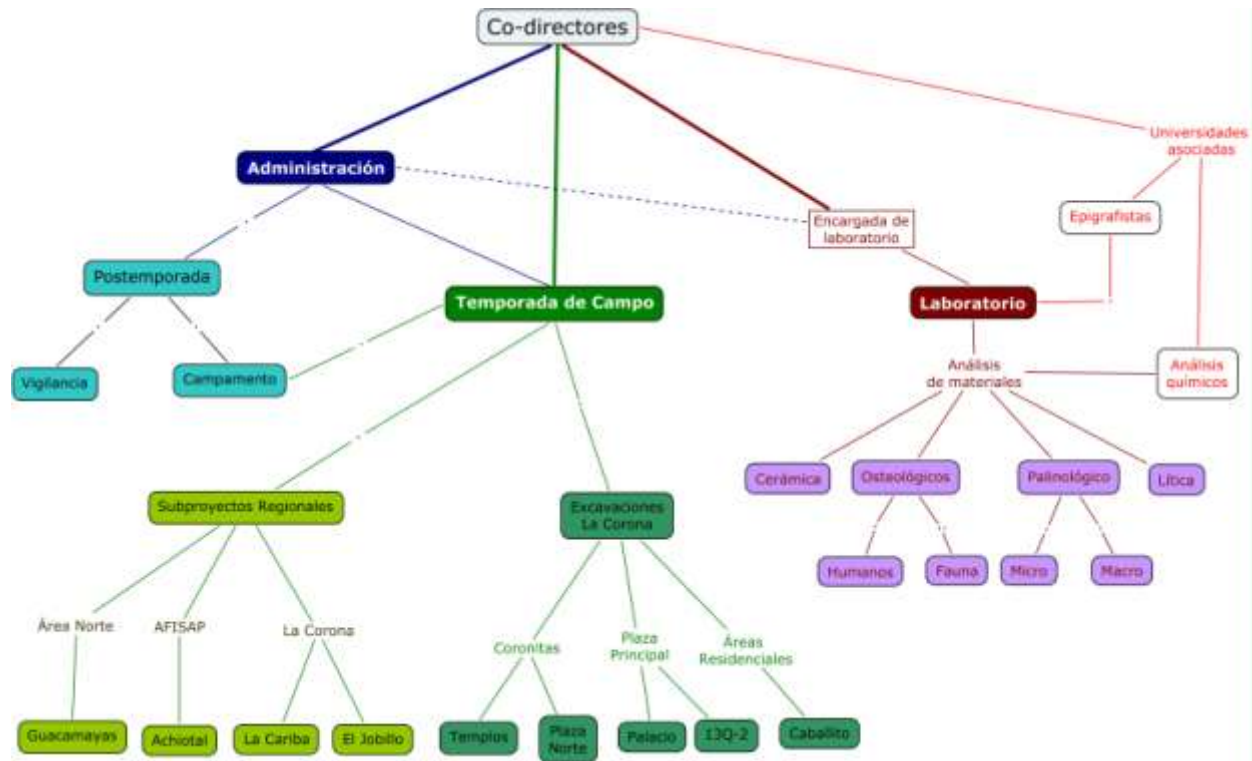 Co-directores
Universidades
asociadas
Administración
Encargada de
laboratorio
Epigrafistas
Postemporada
Temporada de Campo
Laboratorio
Vigilancia
Campamento
Análisis
de materiales
Análisis
químicos
Cerámica
Osteológicos
Palinológico
Lítica
Subproyectos Regionales
Excavaciones
La Corona
Humanos
Fauna
Micro
Macro
Área Norte
AFISAP
La Corona
Coronitas
Plaza
Principal
Áreas
Residenciales
Guacamayas
Achiotal
La Cariba
El Jobillo
Templos
Plaza
Norte
Palacio
13Q-2
Caballito